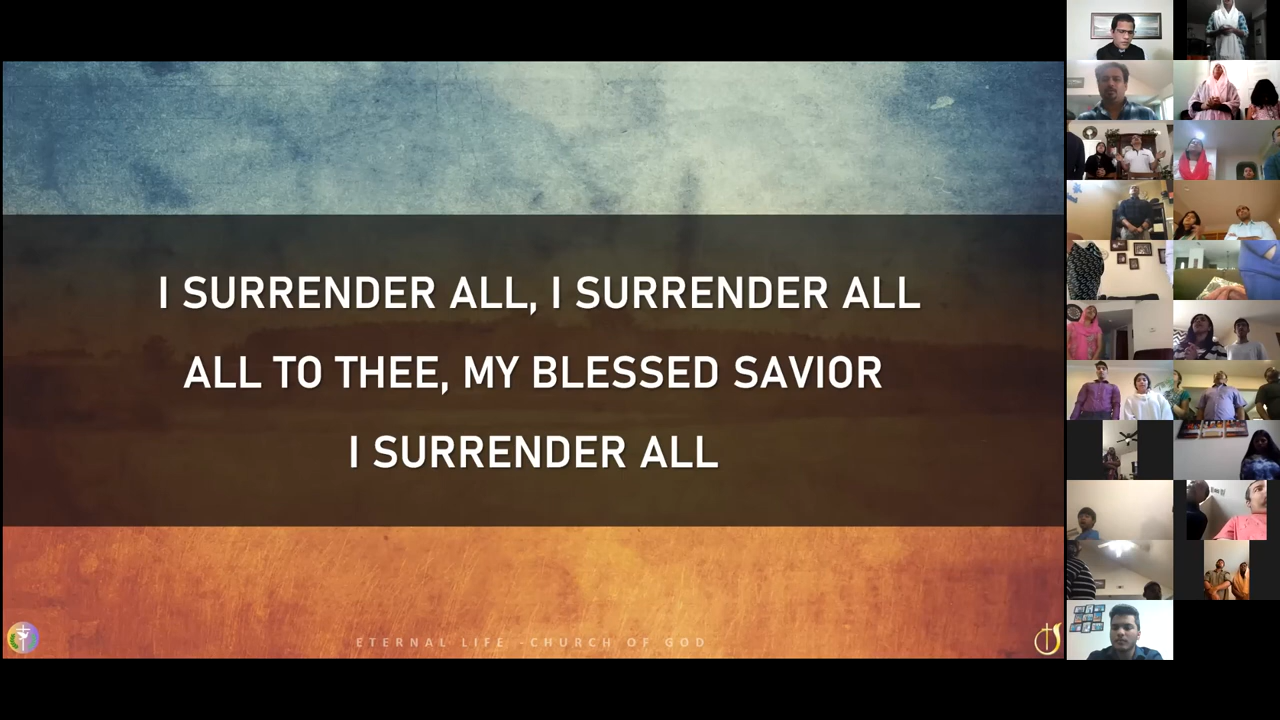 I SURRENDER ALL, I SURRENDER ALL
ALL TO THEE, MY BLESSED SAVIOR
I SURRENDER ALL
ETERNAL LIFE - CHURCH OF GOD